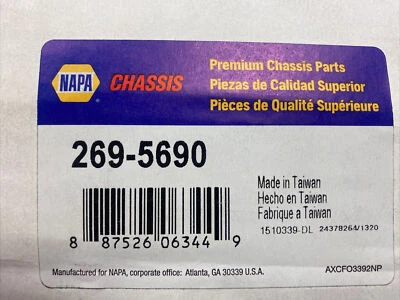 NAPA
CHASSIS
Premium Chassis Parts
Piezas de Calidad Superior
Pièces de Qualité Supérieure
269-5690
Made in Taiwan
Hecho en Taiwan
Fabrique a Taiwan
1510339-DL 24378264/1320
8 87526 06344 9
Manufactured for NAPA, corporate office: Atlanta, GA 30339 U.S.A.
AXCFO3392NP